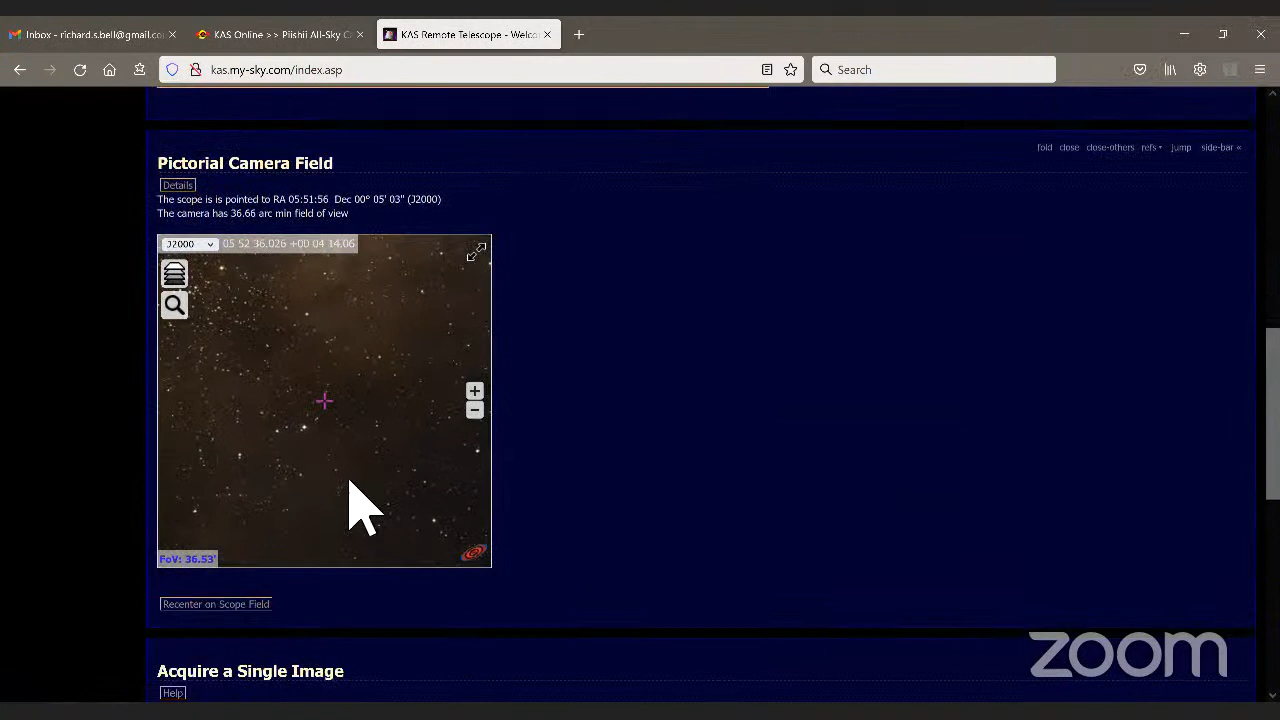 Inbox - richard.s.bell@gmail.co
KAS Online >> Piishii All-Sky C
KAS Remote Telescope - Welco
kas.my-sky.com/index.asp
Search
fold close close-others refs jump side-bar «
Pictorial Camera Field
Details
The scope is is pointed to RA 05:51:56 Dec 00° 05' 03" (J2000)
The camera has 36.66 arc min field of view
J2000 05 52 36.026 +00 04 14.06
FoV: 36.53'
Recenter on Scope Field
zoom
Acquire a Single Image
Help